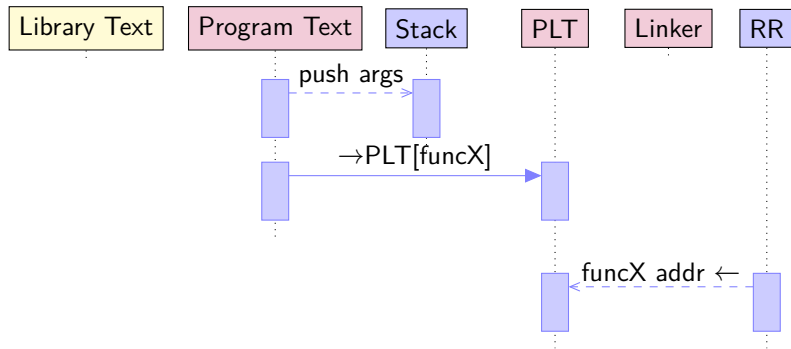 Library Text
Program Text
Stack
PLT
Linker
RR
push args
→PLT[funcX]
funcX addr ←